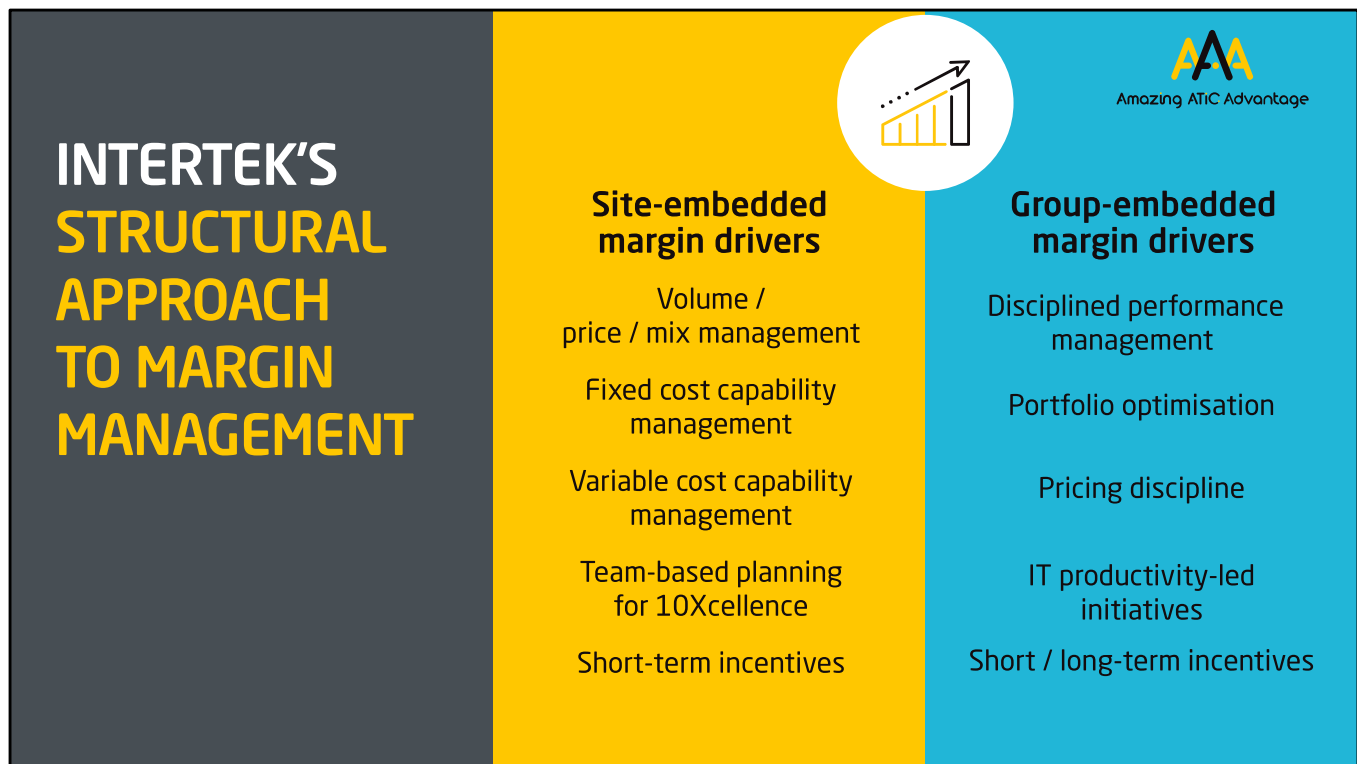 INTERTEK’S
STRUCTURAL
APPROACH
TO MARGIN
MANAGEMENT
Site-embedded
margin drivers
Volume /
price / mix management
Fixed cost capability
management
Variable cost capability
management
Team-based planning
for 10Xcellence
Short-term incentives
AAA
Amazing ATiC Advantage
Group-embedded
margin drivers
Disciplined performance
management
Portfolio optimisation
Pricing discipline
IT productivity-led
initiatives
Short / long-term incentives